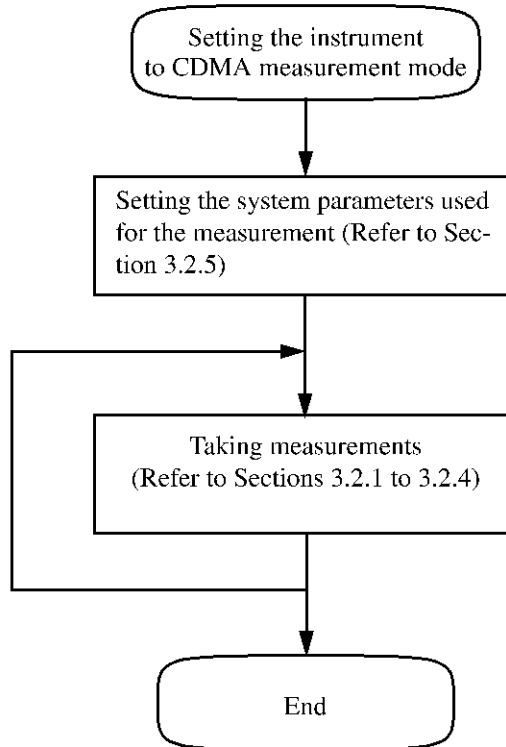 Setting the instrument
to CDMA measurement mode
Setting the system parameters used
for the measurement (Refer to Sec-
tion 3.2.5)
Taking measurements
(Refer to Sections 3.2.1 to 3.2.4)
End